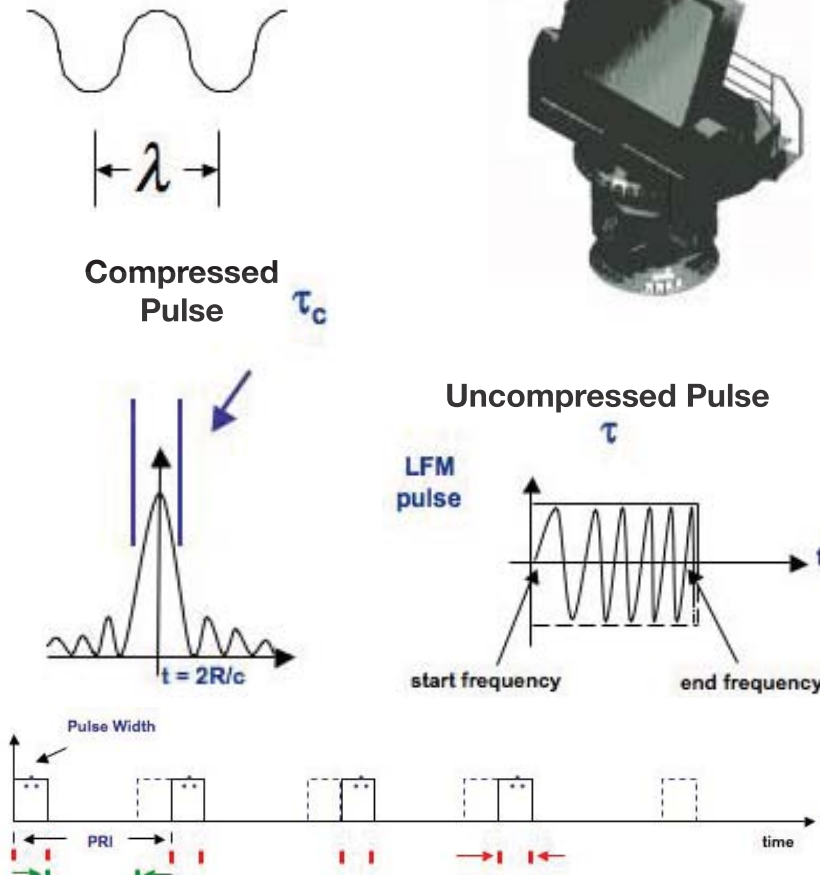 λ
Compressed
Pulse
τc
Uncompressed Pulse
τ
LFM
pulse
t
t = 2R/c
start frequency
end frequency
Pulse Width
PRI
time